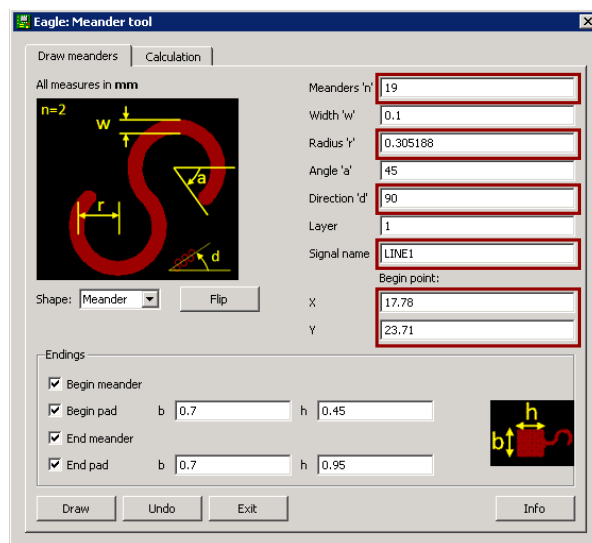 Eagle: Meander tool
Draw meanders Calculation
All measures in mm
n=2
w
a
r
d
Meanders 'n' 19
Width 'w' 0.1
Radius 'r' 0.305188
Angle 'a' 45
Direction 'd' 90
Layer 1
Signal name LINE1
Begin point:
Shape: Meander Flip
X 17.78
Y 23.71
Endings
Begin meander
Begin pad b 0.7 h 0.45
End meander
End pad b 0.7 h 0.95
h
b
Draw Undo Exit Info